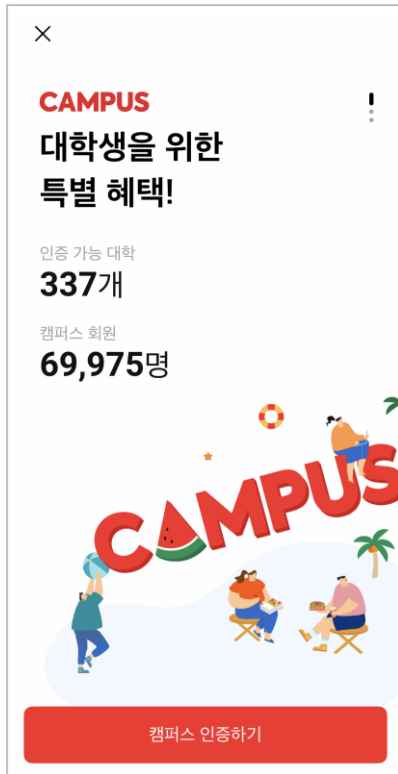 CAMPUS
대학생을 위한
특별 혜택!
인증 가능 대학
337개
캠퍼스 회원
69,975명
CAMPUS
캠퍼스 인증하기